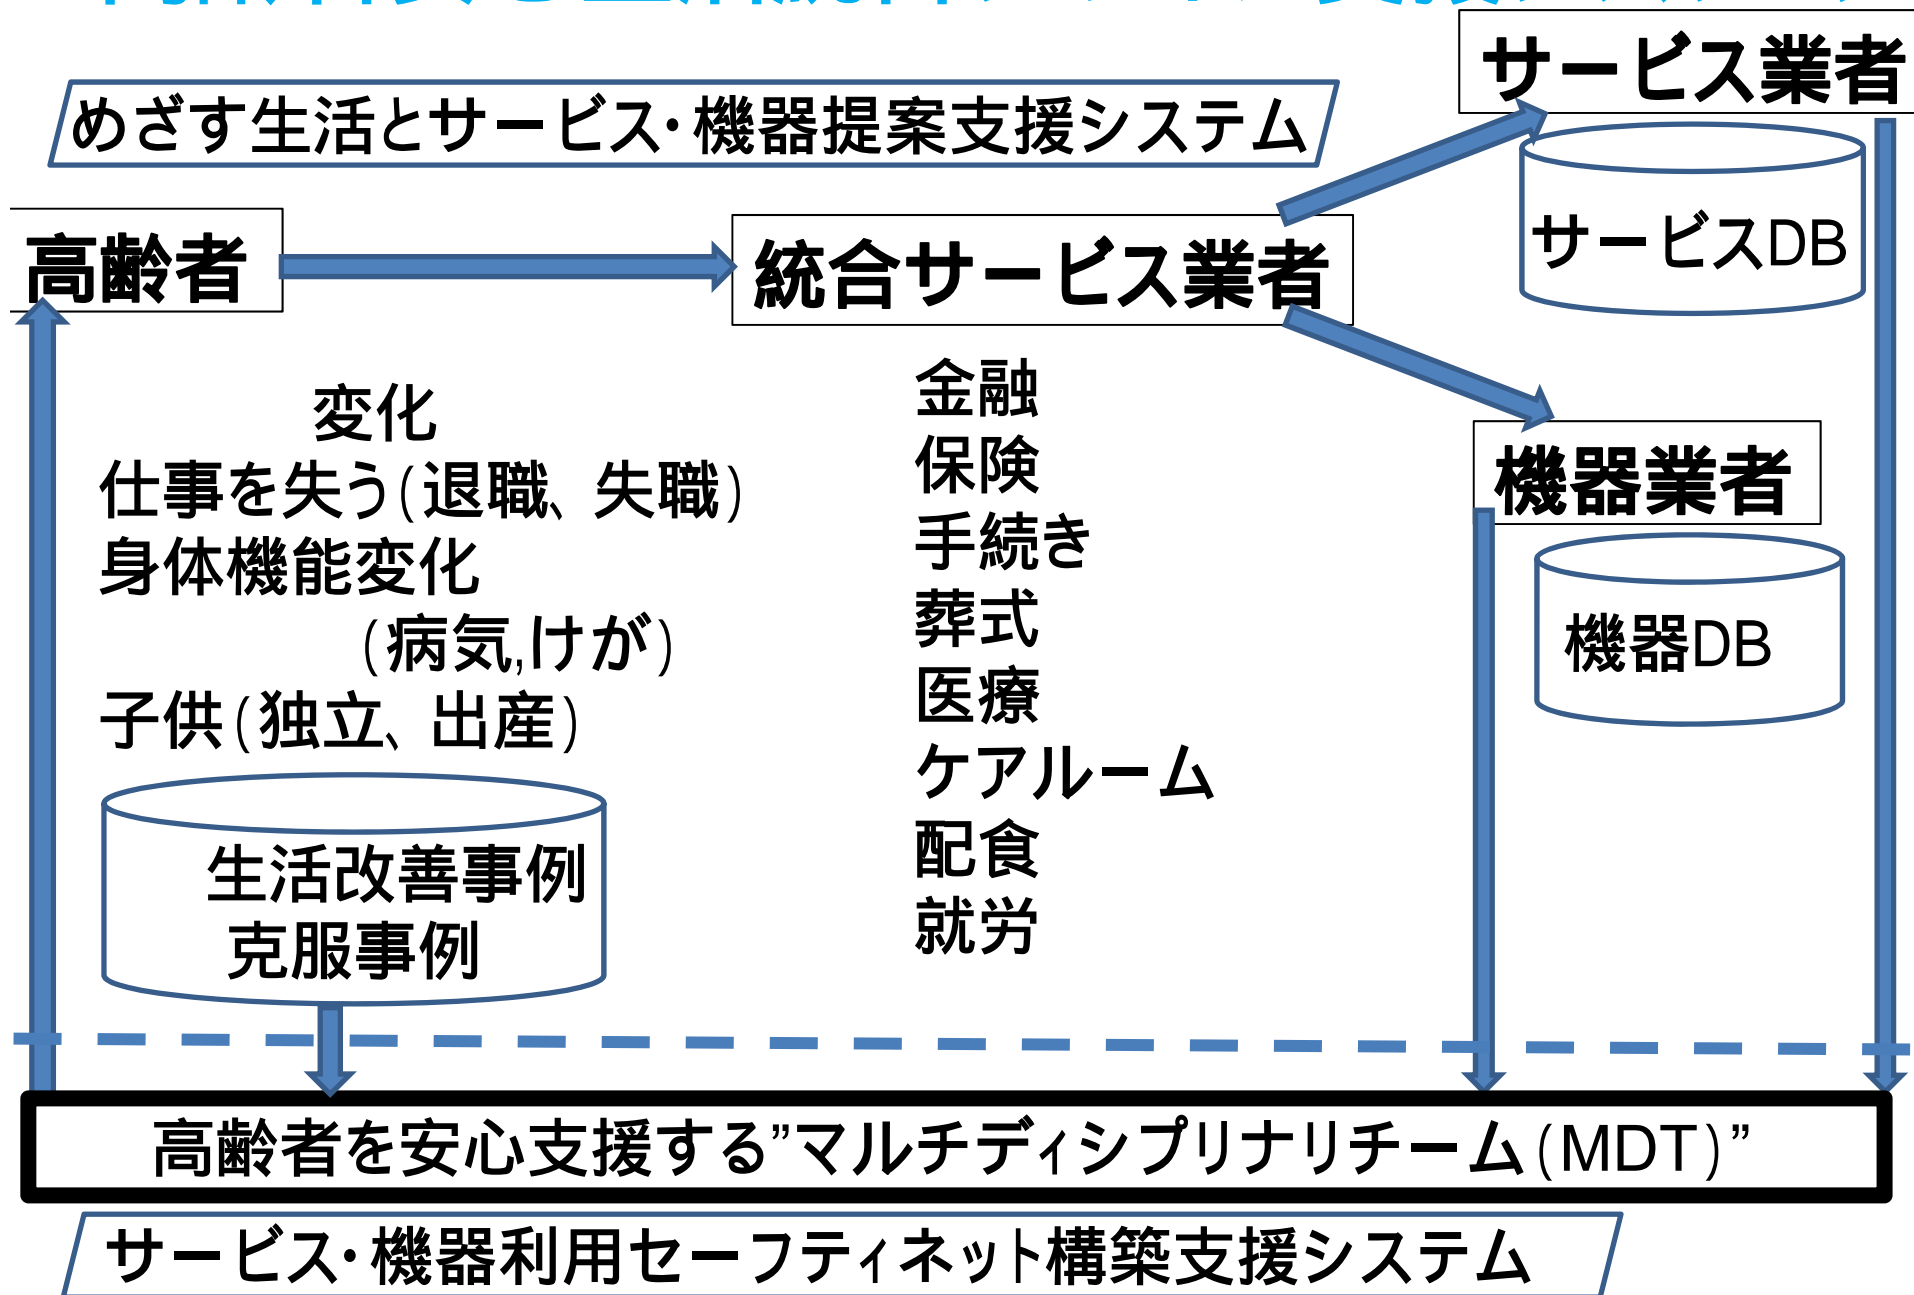 サービス業者
めざす生活とサービス・機器提案支援システム
サービスDB
高齢者
統合サービス業者
変化
仕事を失う(退職、失職)
身体機能変化
(病気,けが)
子供(独立、出産)
金融
保険
手続き
葬式
医療
ケアルーム
配食
就労
機器業者
機器DB
生活改善事例
克服事例
高齢者を安心支援する”マルチディシプリナリチーム(MDT)”
サービス・機器利用セーフティネット構築支援システム